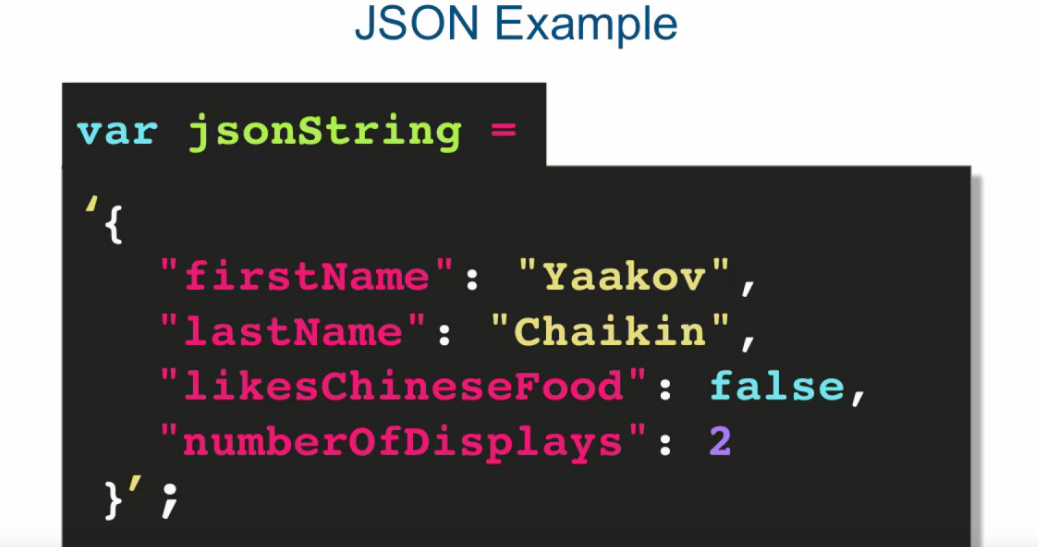 JSON Example
var jsonString =
‘{
"firstName": "Yaakov",
"lastName": "Chaikin",
"likesChineseFood": false,
"numberOfDisplays": 2
}’;